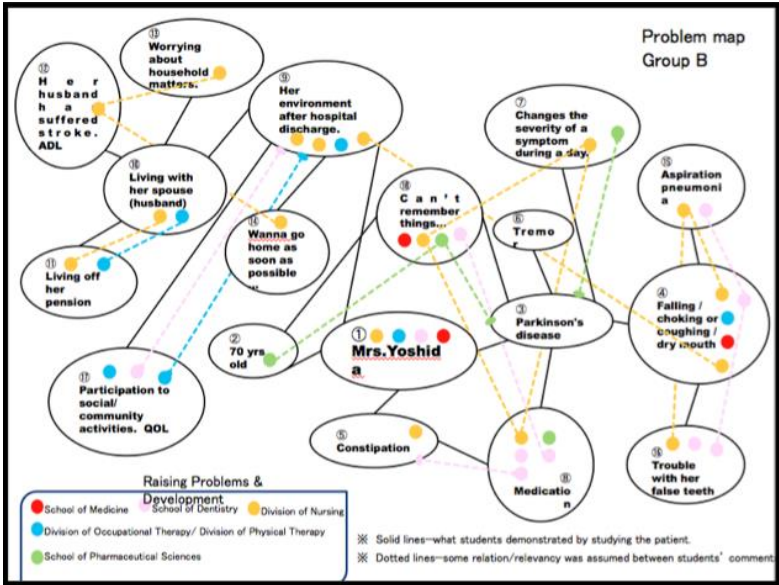 Problem map
Group B
⑬
Worrying
about
household
matters.
⑫
H e r
husband
h a s
suffered
stroke.
ADL
⑨
Her
environment
after hospital
discharge.
⑦
Changes the
severity of a
symptom
during a day.
⑩
Living with
her spouse
(husband)
⑱
C a n ' t
remember
things...
⑮
Aspiration
pneumoni
a
⑥
Tremo
r
⑭
Wanna go
home as
soon as
possible
...
⑪
Living off
her
pension
④
Falling /
choking or
coughing /
dry mouth
③
Parkinson's
disease
②
70 yrs
old
①
Mrs.Yoshid
a
⑰
Participation to
social/
community
activities. QOL
⑤
Constipation
⑧
Medicatio
n
⑯
Trouble
with her
false teeth
Raising Problems &
Development
School of Medicine
School of Dentistry
Division of Nursing
Division of Occupational Therapy/ Division of Physical Therapy
School of Pharmaceutical Sciences
※ Solid lines—what students demonstrated by studying the patient.
※ Dotted lines—some relation/relevancy was assumed between students' comment